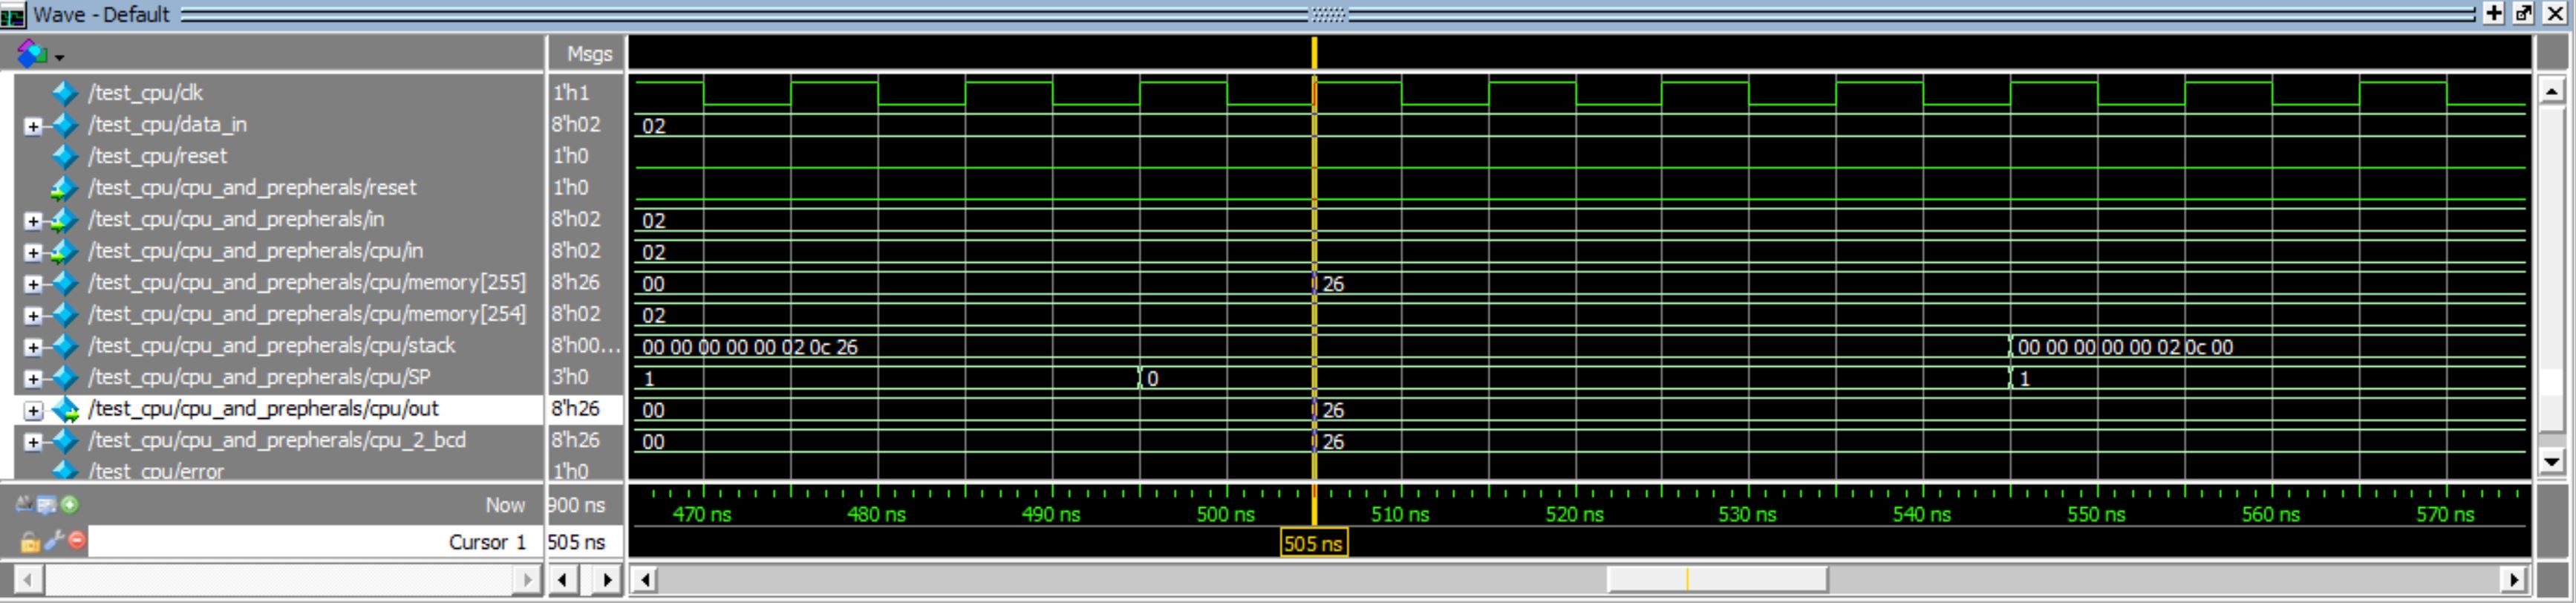 Wave - Default
Msgs
/test_cpu/clk 1'h1
/test_cpu/data_in 8'h02 02
/test_cpu/reset 1'h0
/test_cpu/cpu_and_prepherals/reset 1'h0
/test_cpu/cpu_and_prepherals/in 8'h02 02
/test_cpu/cpu_and_prepherals/cpu/in 8'h02 02
/test_cpu/cpu_and_prepherals/cpu/memory[255] 8'h26 00 26
/test_cpu/cpu_and_prepherals/cpu/memory[254] 8'h02 02
/test_cpu/cpu_and_prepherals/cpu/stack 8'h00... 00 00 00 00 00 02 0c 26 00 00 00 00 00 02 0c 00
/test_cpu/cpu_and_prepherals/cpu/SP 3'h0 1 0 1
/test_cpu/cpu_and_prepherals/cpu/out 8'h26 00 26
/test_cpu/cpu_and_prepherals/cpu_2_bcd 8'h26 00 26
/test_cpu/error 1'h0
Now 900 ns 470 ns 480 ns 490 ns 500 ns 510 ns 520 ns 530 ns 540 ns 550 ns 560 ns 570 ns
Cursor 1 505 ns 505 ns